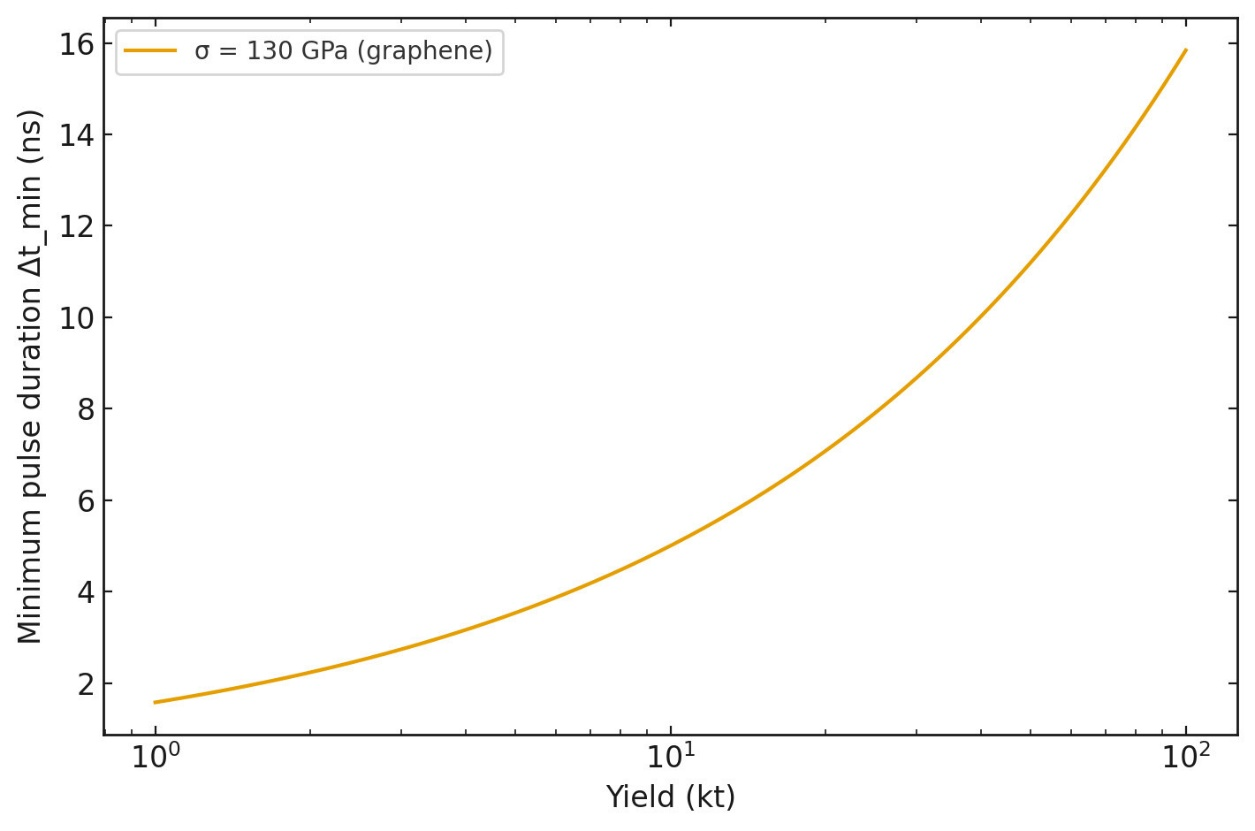 σ = 130 GPa (graphene)
Minimum pulse duration Δt_min (ns)
16
14
12
10
8
6
4
2
10⁰ 10¹ 10²
Yield (kt)